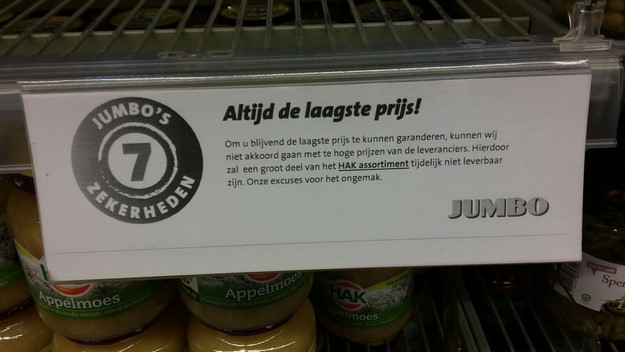 JUMBO'S
7
ZEKERHEDEN
Altijd de laagste prijs!
Om u blijvend de laagste prijs te kunnen garanderen, kunnen wij
niet akkoord gaan met te hoge prijzen van de leveranciers. Hierdoor
zal een groot deel van het HAK assortiment tijdelijk niet leverbaar
zijn. Onze excuses voor het ongemak.
JUMBO
Appelmoes
Appelmoes
HAK
Appelmoes
Sper